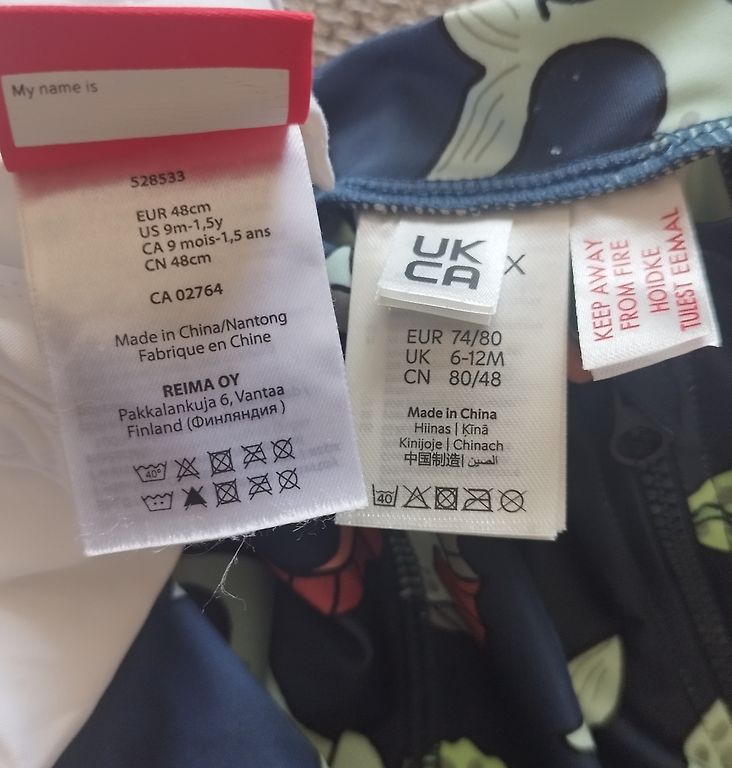 My name is
528533
EUR 48cm
US 9m-1,5y
CA 9 mois-1,5 ans
CN 48cm
CA 02764
Made in China/Nantong
Fabrique en Chine
REIMA OY
Pakkalankuja 6, Vantaa
Finland (Финляндия )
40°
UK
CA
X
EUR 74/80
UK 6-12M
CN 80/48
Made in China
Hiinas | Ķīnā
Kinijoje | Chinach
中国制造| الصين
40
KEEP AWAY
FROM FIRE
HOIDKE
TULEST EEMAL